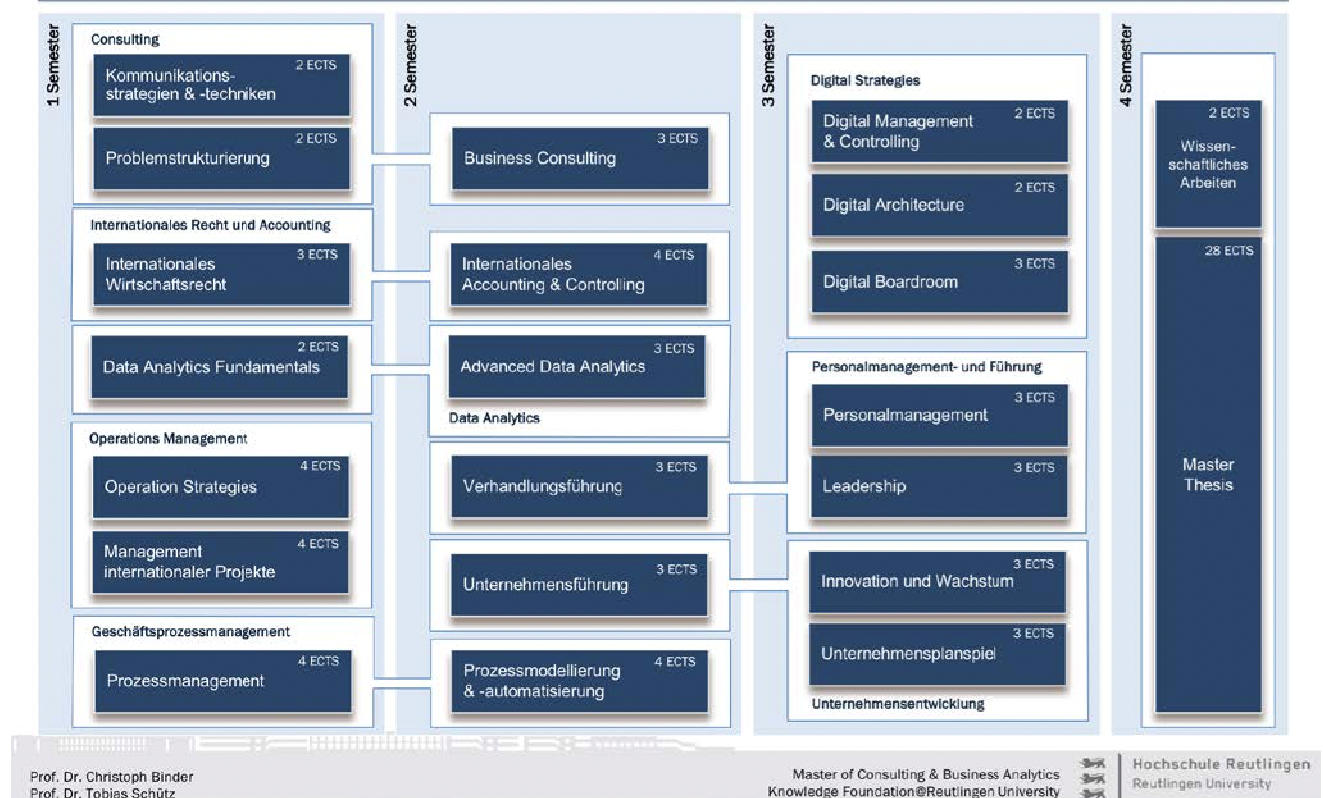 1 Semester
Consulting
2 ECTS
Kommunikations-
strategien & -techniken
2 ECTS
Problemstrukturierung
Internationales Recht und Accounting
3 ECTS
Internationales
Wirtschaftsrecht
2 ECTS
Data Analytics Fundamentals
Operations Management
4 ECTS
Operation Strategies
4 ECTS
Management
internationaler Projekte
Geschäftsprozessmanagement
4 ECTS
Prozessmanagement
2 Semester
3 ECTS
Business Consulting
4 ECTS
Internationales
Accounting & Controlling
3 ECTS
Advanced Data Analytics
Data Analytics
3 ECTS
Verhandlungsführung
3 ECTS
Unternehmensführung
4 ECTS
Prozessmodellierung
& -automatisierung
3 Semester
Digital Strategies
2 ECTS
Digital Management
& Controlling
2 ECTS
Digital Architecture
3 ECTS
Digital Boardroom
Personalmanagement- und Führung
3 ECTS
Personalmanagement
3 ECTS
Leadership
3 ECTS
Innovation und Wachstum
3 ECTS
Unternehmensplanspiel
Unternehmensentwicklung
4 Semester
2 ECTS
Wissen-
schaftliches
Arbeiten
28 ECTS
Master
Thesis
Prof. Dr. Christoph Binder
Prof. Dr. Tobias Schütz
Master of Consulting & Business Analytics
Knowledge Foundation@Reutlingen University
Hochschule Reutlingen
Reutlingen University